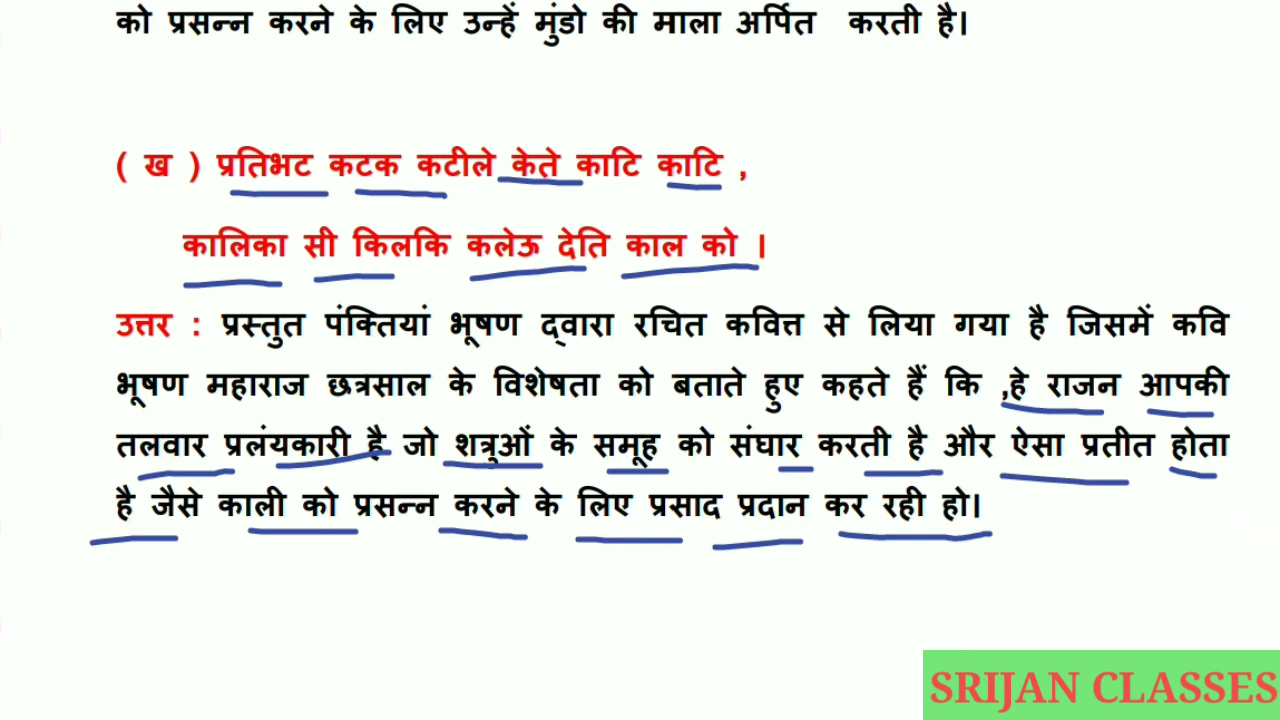 को प्रसन्न करने के लिए उन्हें मुंडो की माला अर्पित करती है।
( ख ) प्रतिभट कटक कटीले केते काटि काटि ,
कालिका सी किलकि कलेऊ देति काल को ।
उत्तर : प्रस्तुत पंक्तियां भूषण द्वारा रचित कवित्त से लिया गया है जिसमें कवि
भूषण महाराज छत्रसाल के विशेषता को बताते हुए कहते हैं कि ,हे राजन आपकी
तलवार प्रलंयकारी है जो शत्रुओं के समूह को संघार करती है और ऐसा प्रतीत होता
है जैसे काली को प्रसन्न करने के लिए प्रसाद प्रदान कर रही हो।
SRIJAN CLASSES